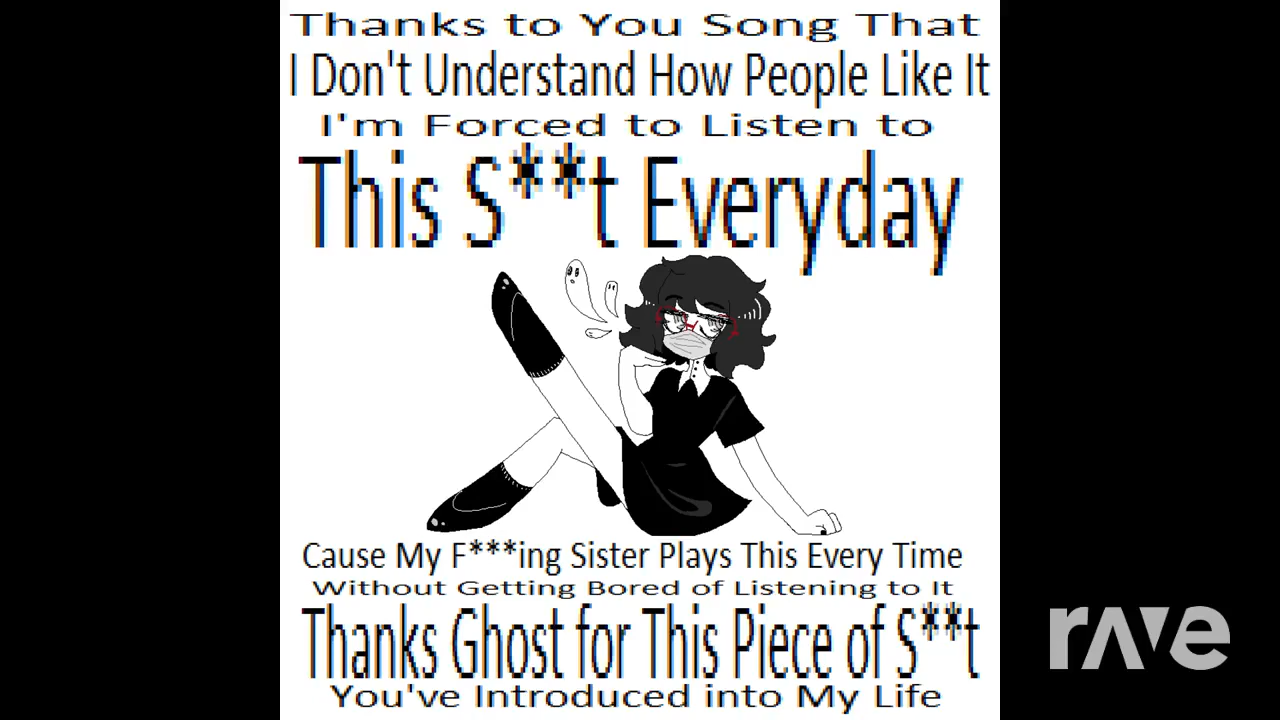 Thanks to You Song That
I Don't Understand How People Like It
I'm Forced to Listen to
This S**t Everyday
Cause My F***ing Sister Plays This Every Time
Without Getting Bored of Listening to It
Thanks Ghost for This Piece of S**t
You've Introduced into My Life
rave